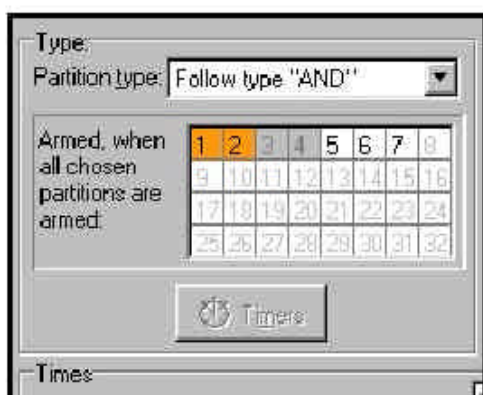 Type:
Partition type: Follow type "AND"
Armed, when
all chosen
partitions are
armed:
1 2 3 4 5 6 7 8
9 10 11 12 13 14 15 16
17 18 19 20 21 22 23 24
25 26 27 28 29 30 31 32
Timers
Times